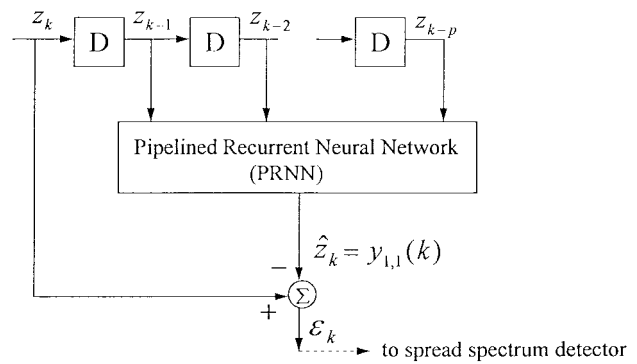 z_k z_{k-1} z_{k-2} z_{k-p}
D D D
Pipelined Recurrent Neural Network
(PRNN)
ẑ_k = y_{1,1}(k)
−
Σ
+
ε_k
to spread spectrum detector